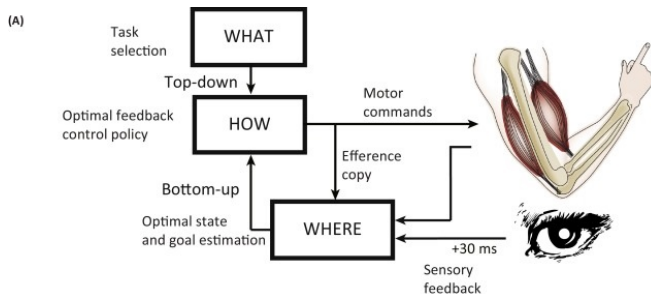 (A)
Task
selection
WHAT
Top-down
Optimal feedback
control policy
HOW
Motor
commands
Efference
copy
Bottom-up
Optimal state
and goal estimation
WHERE
+30 ms
Sensory
feedback